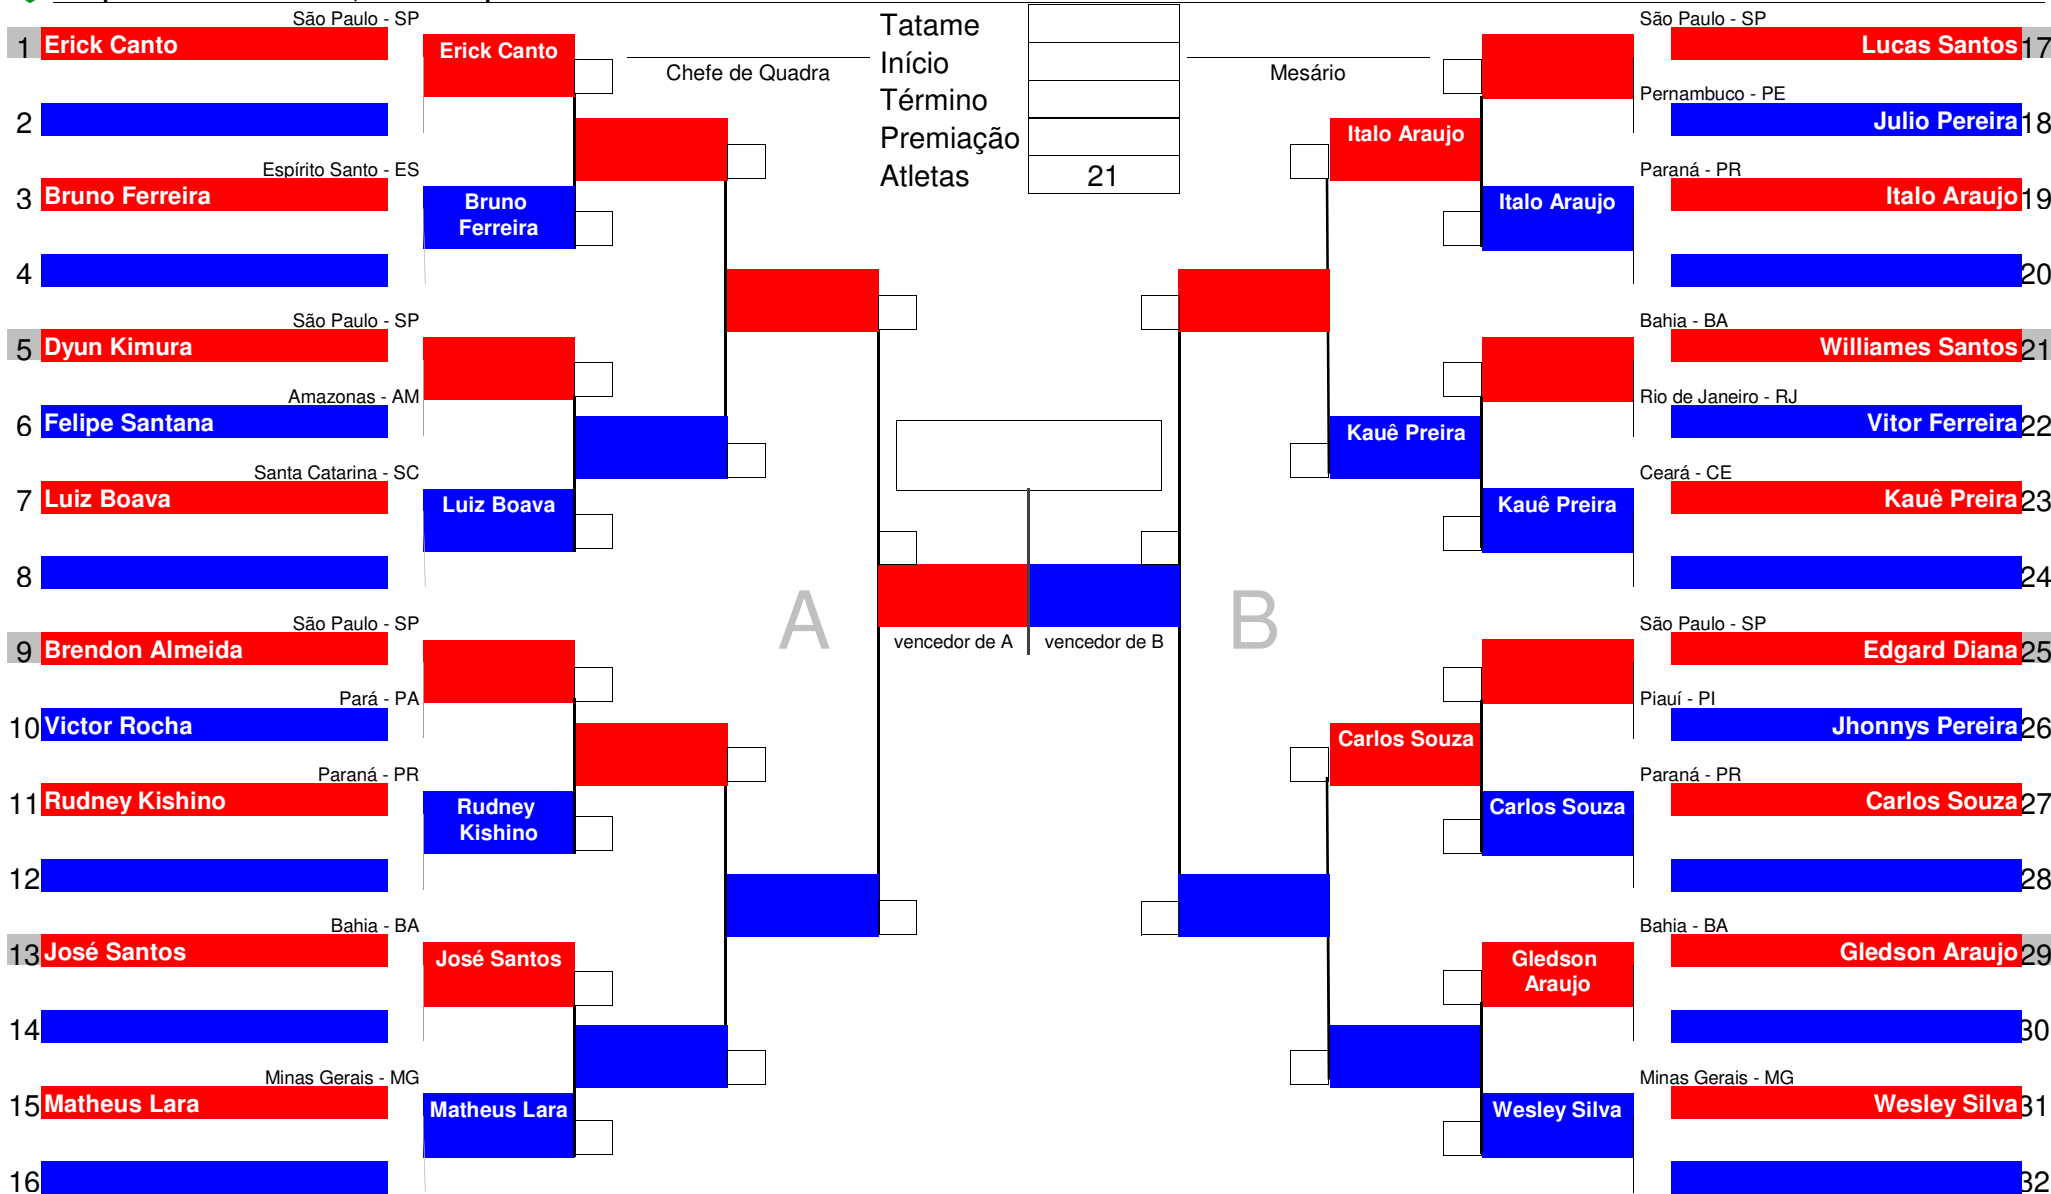 São Paulo - SP
1 Erick Canto
2
Espírito Santo - ES
3 Bruno Ferreira
4
São Paulo - SP
5 Dyun Kimura
Amazonas - AM
6 Felipe Santana
Santa Catarina - SC
7 Luiz Boava
8
São Paulo - SP
9 Brendon Almeida
Pará - PA
10 Victor Rocha
Paraná - PR
11 Rudney Kishino
12
Bahia - BA
13 José Santos
14
Minas Gerais - MG
15 Matheus Lara
16
Erick Canto
Bruno
Ferreira
Luiz Boava
Rudney
Kishino
José Santos
Matheus Lara
Chefe de Quadra
Tatame
Início
Término
Premiação
Atletas 21
Mesário
A
B
vencedor de A
vencedor de B
Italo Araujo
Kauê Preira
Carlos Souza
Italo Araujo
Kauê Preira
Carlos Souza
Gledson
Araujo
Wesley Silva
São Paulo - SP
Lucas Santos 17
Pernambuco - PE
Julio Pereira 18
Paraná - PR
Italo Araujo 19
20
Bahia - BA
Williames Santos 21
Rio de Janeiro - RJ
Vitor Ferreira 22
Ceará - CE
Kauê Preira 23
24
São Paulo - SP
Edgard Diana 25
Piauí - PI
Jhonnys Pereira 26
Paraná - PR
Carlos Souza 27
28
Bahia - BA
Gledson Araujo 29
30
Minas Gerais - MG
Wesley Silva 31
32